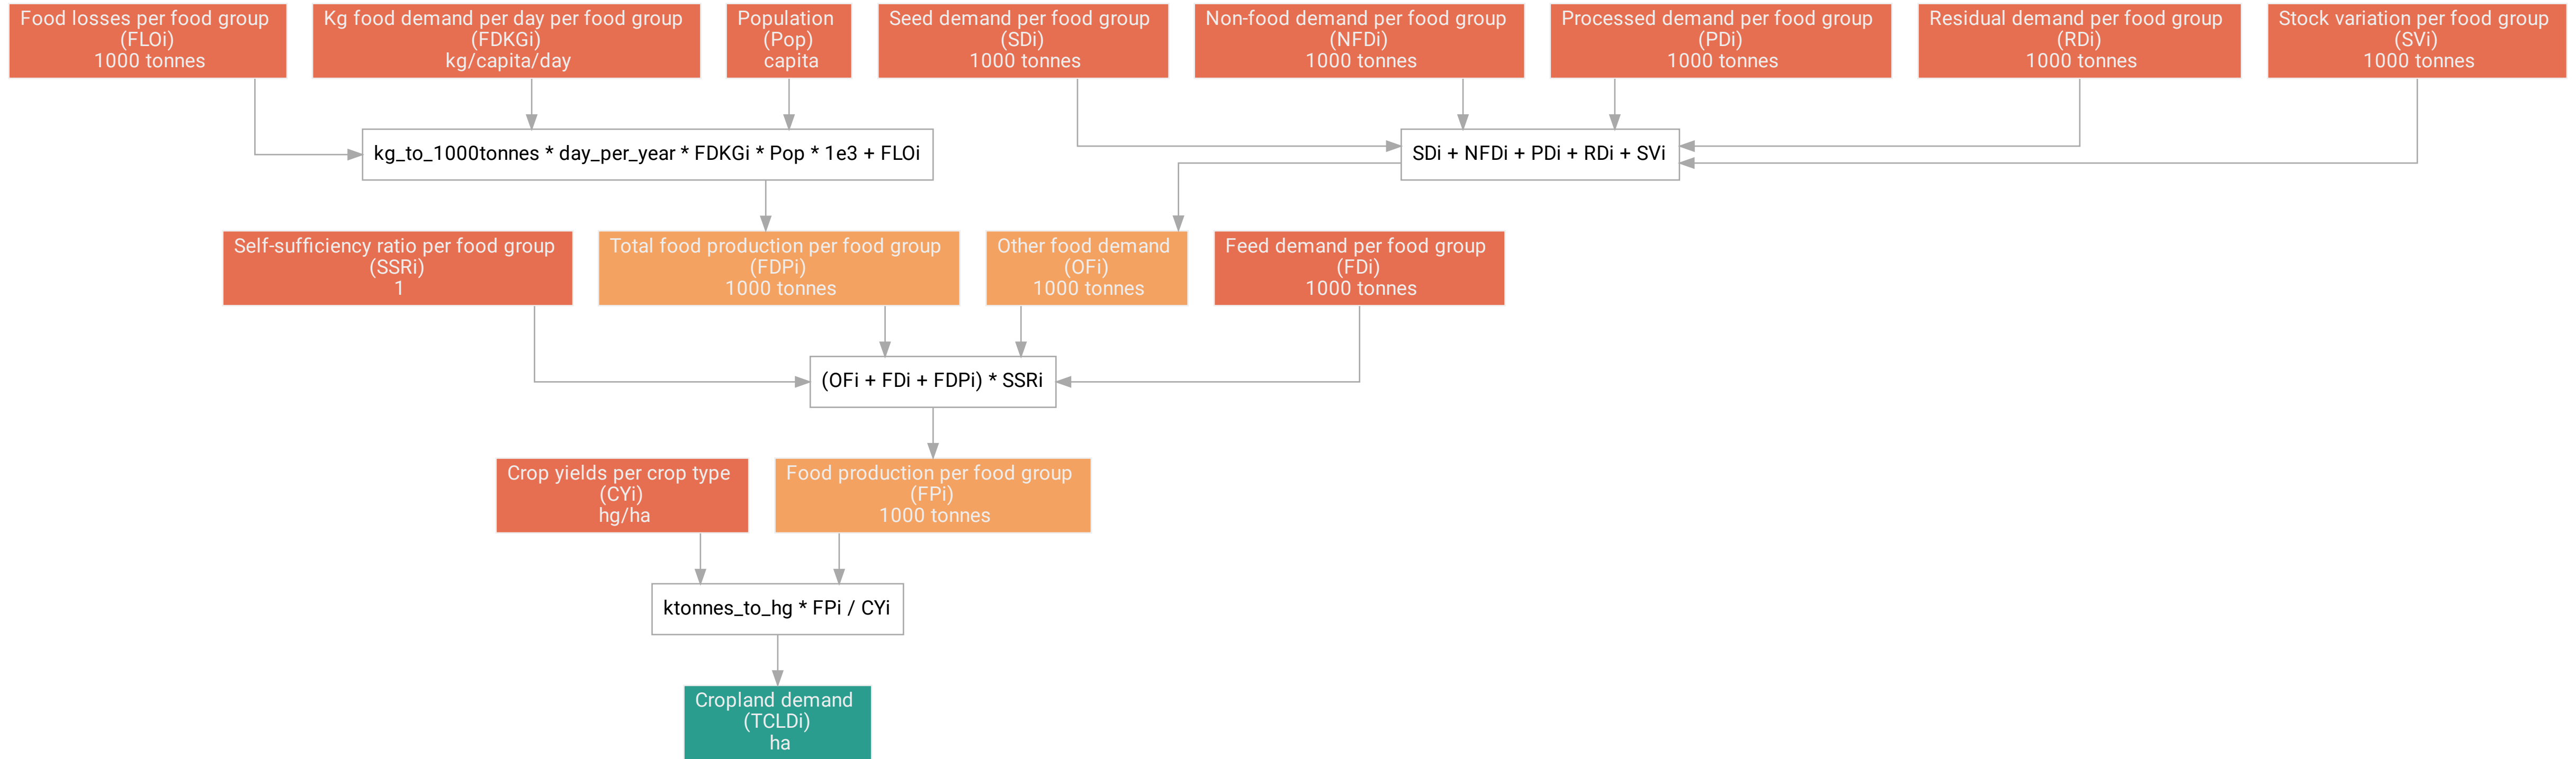 Food losses per food group
(FLOi)
1000 tonnes
Kg food demand per day per food group
(FDKGi)
kg/capita/day
Population
(Pop)
capita
Seed demand per food group
(SDi)
1000 tonnes
Non-food demand per food group
(NFDi)
1000 tonnes
Processed demand per food group
(PDi)
1000 tonnes
Residual demand per food group
(RDi)
1000 tonnes
Stock variation per food group
(SVi)
1000 tonnes
kg_to_1000tonnes * day_per_year * FDKGi * Pop * 1e3 + FLOi
SDi + NFDi + PDi + RDi + SVi
Self-sufficiency ratio per food group
(SSRi)
1
Total food production per food group
(FDPi)
1000 tonnes
Other food demand
(OFi)
1000 tonnes
Feed demand per food group
(FDi)
1000 tonnes
(OFi + FDi + FDPi) * SSRi
Crop yields per crop type
(CYi)
hg/ha
Food production per food group
(FPi)
1000 tonnes
ktonnes_to_hg * FPi / CYi
Cropland demand
(TCLDi)
ha